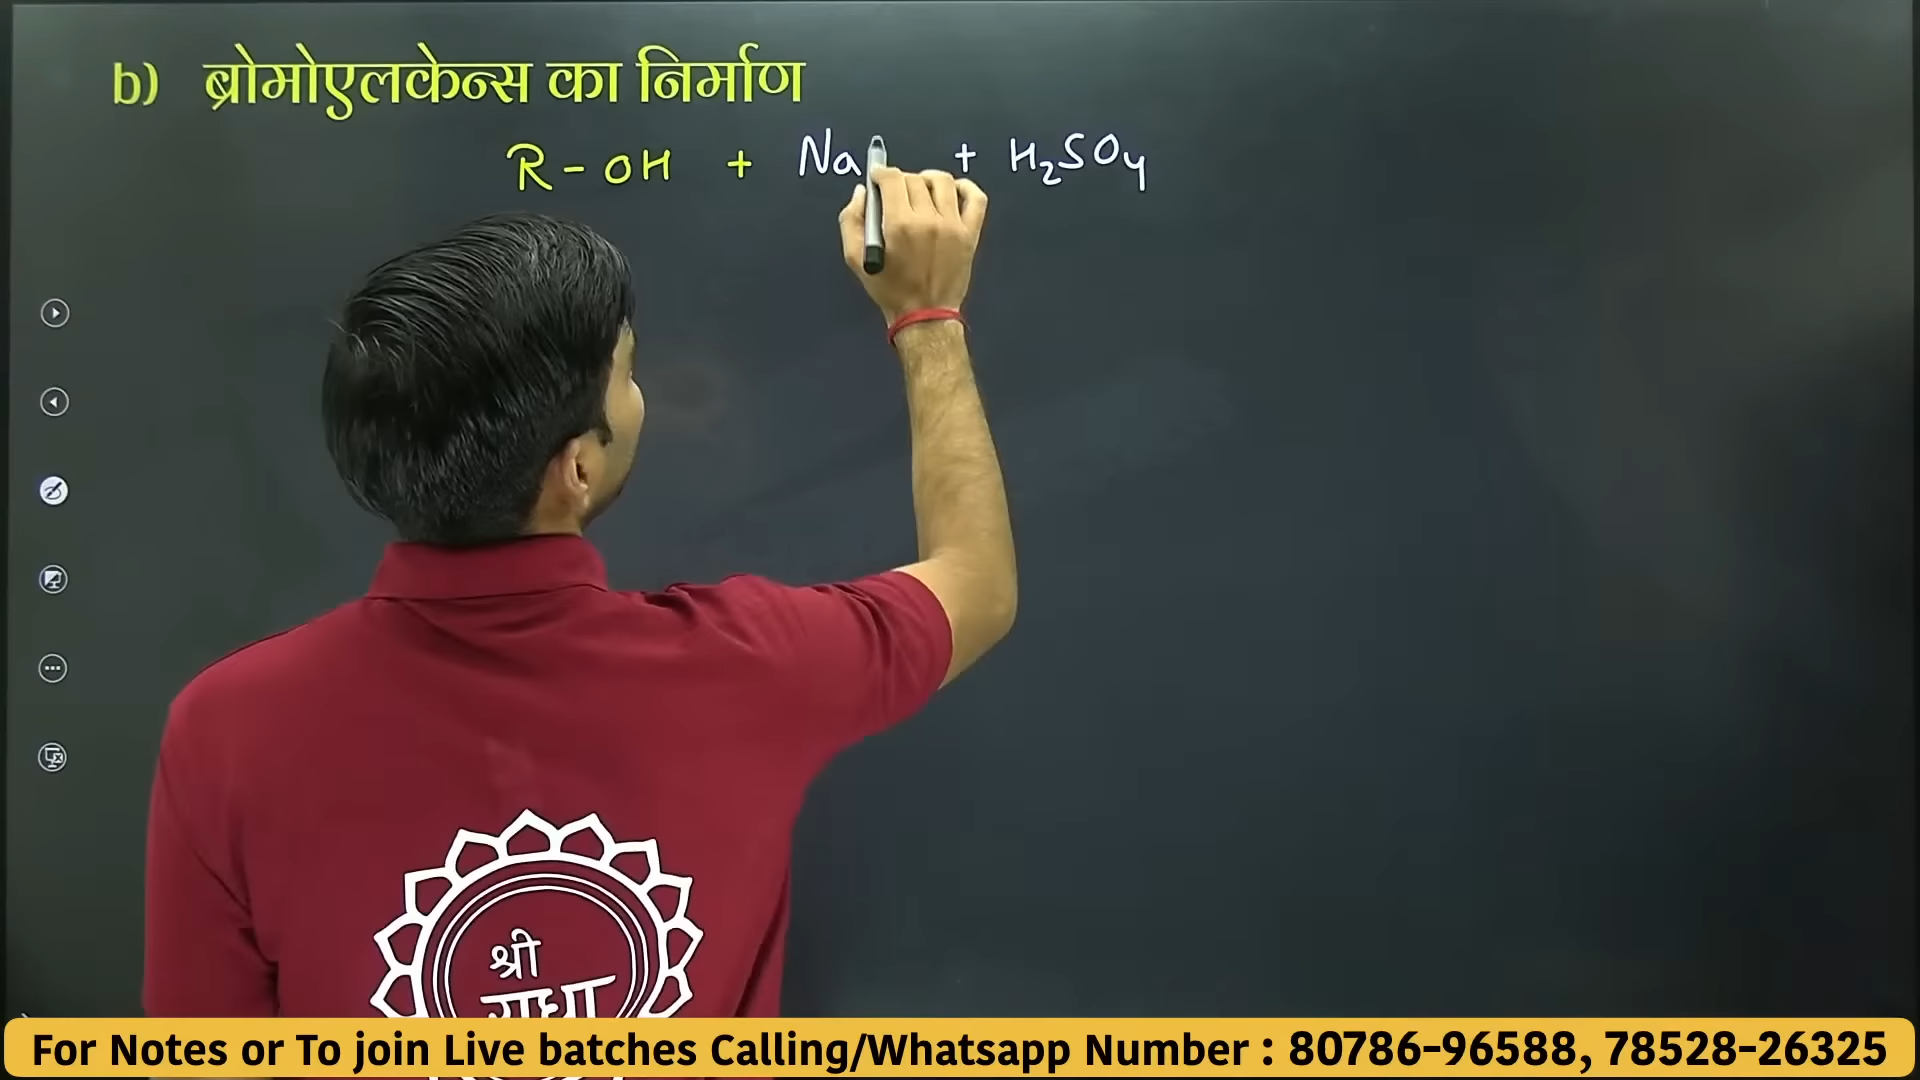 b) ब्रोमोएलकेन्स का निर्माण
R - OH + Na + H₂SO₄
श्री
राधा
For Notes or To join Live batches Calling/Whatsapp Number : 80786-96588, 78528-26325